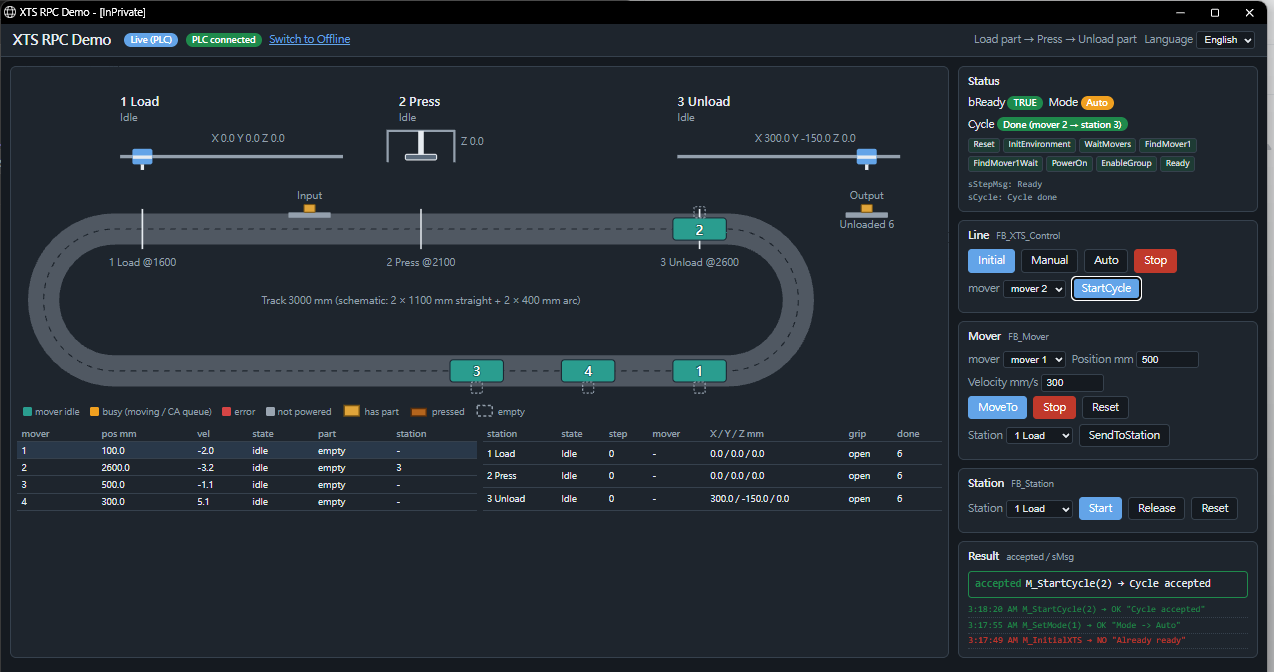 XTS RPC Demo - [InPrivate]
XTS RPC Demo Live (PLC) PLC connected Switch to Offline
Load part → Press → Unload part Language English
1 Load
Idle
X 0.0 Y 0.0 Z 0.0
2 Press
Idle
Z 0.0
3 Unload
Idle
X 300.0 Y -150.0 Z 0.0
Input
Output
Unloaded 6
2
1 Load @1600
2 Press @2100
3 Unload @2600
Track 3000 mm (schematic: 2 × 1100 mm straight + 2 × 400 mm arc)
3
4
1
mover idle busy (moving / CA queue) error not powered has part pressed empty
mover pos mm vel state part station
1 100.0 -2.0 idle empty -
2 2600.0 -3.2 idle empty 3
3 500.0 -1.1 idle empty -
4 300.0 5.1 idle empty -
station state step mover X / Y / Z mm grip done
1 Load Idle 0 - 0.0 / 0.0 / 0.0 open 6
2 Press Idle 0 - 0.0 / 0.0 / 0.0 open 6
3 Unload Idle 0 - 300.0 / -150.0 / 0.0 open 6
Status
bReady TRUE Mode Auto
Cycle Done (mover 2 → station 3)
Reset InitEnvironment WaitMovers FindMover1
FindMover1Wait PowerOn EnableGroup Ready
sStepMsg: Ready
sCycle: Cycle done
Line FB_XTS_Control
Initial Manual Auto Stop
mover mover 2 StartCycle
Mover FB_Mover
mover mover 1 Position mm 500
Velocity mm/s 300
MoveTo Stop Reset
Station 1 Load SendToStation
Station FB_Station
Station 1 Load Start Release Reset
Result accepted / sMsg
accepted M_StartCycle(2) → Cycle accepted
3:18:20 AM M_StartCycle(2) → OK "Cycle accepted"
3:17:55 AM M_SetMode(1) → OK "Mode -> Auto"
3:17:49 AM M_InitialXTS → NO "Already ready"